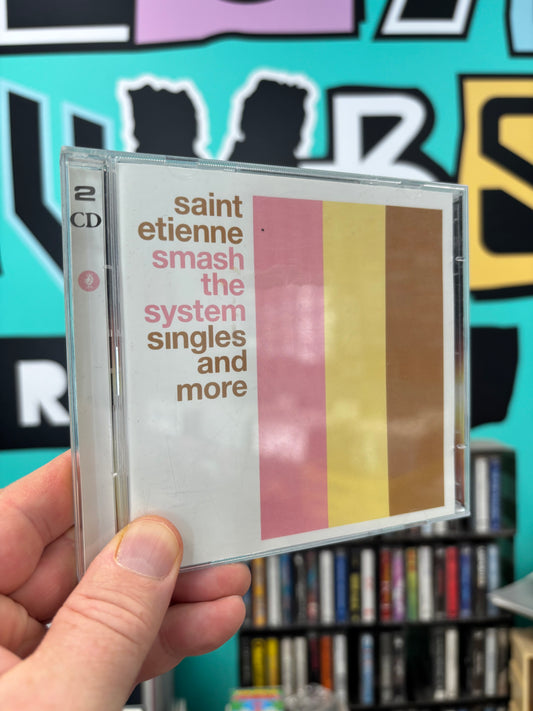 2
CD
saint
etienne
smash
the
system
singles
and
more
R